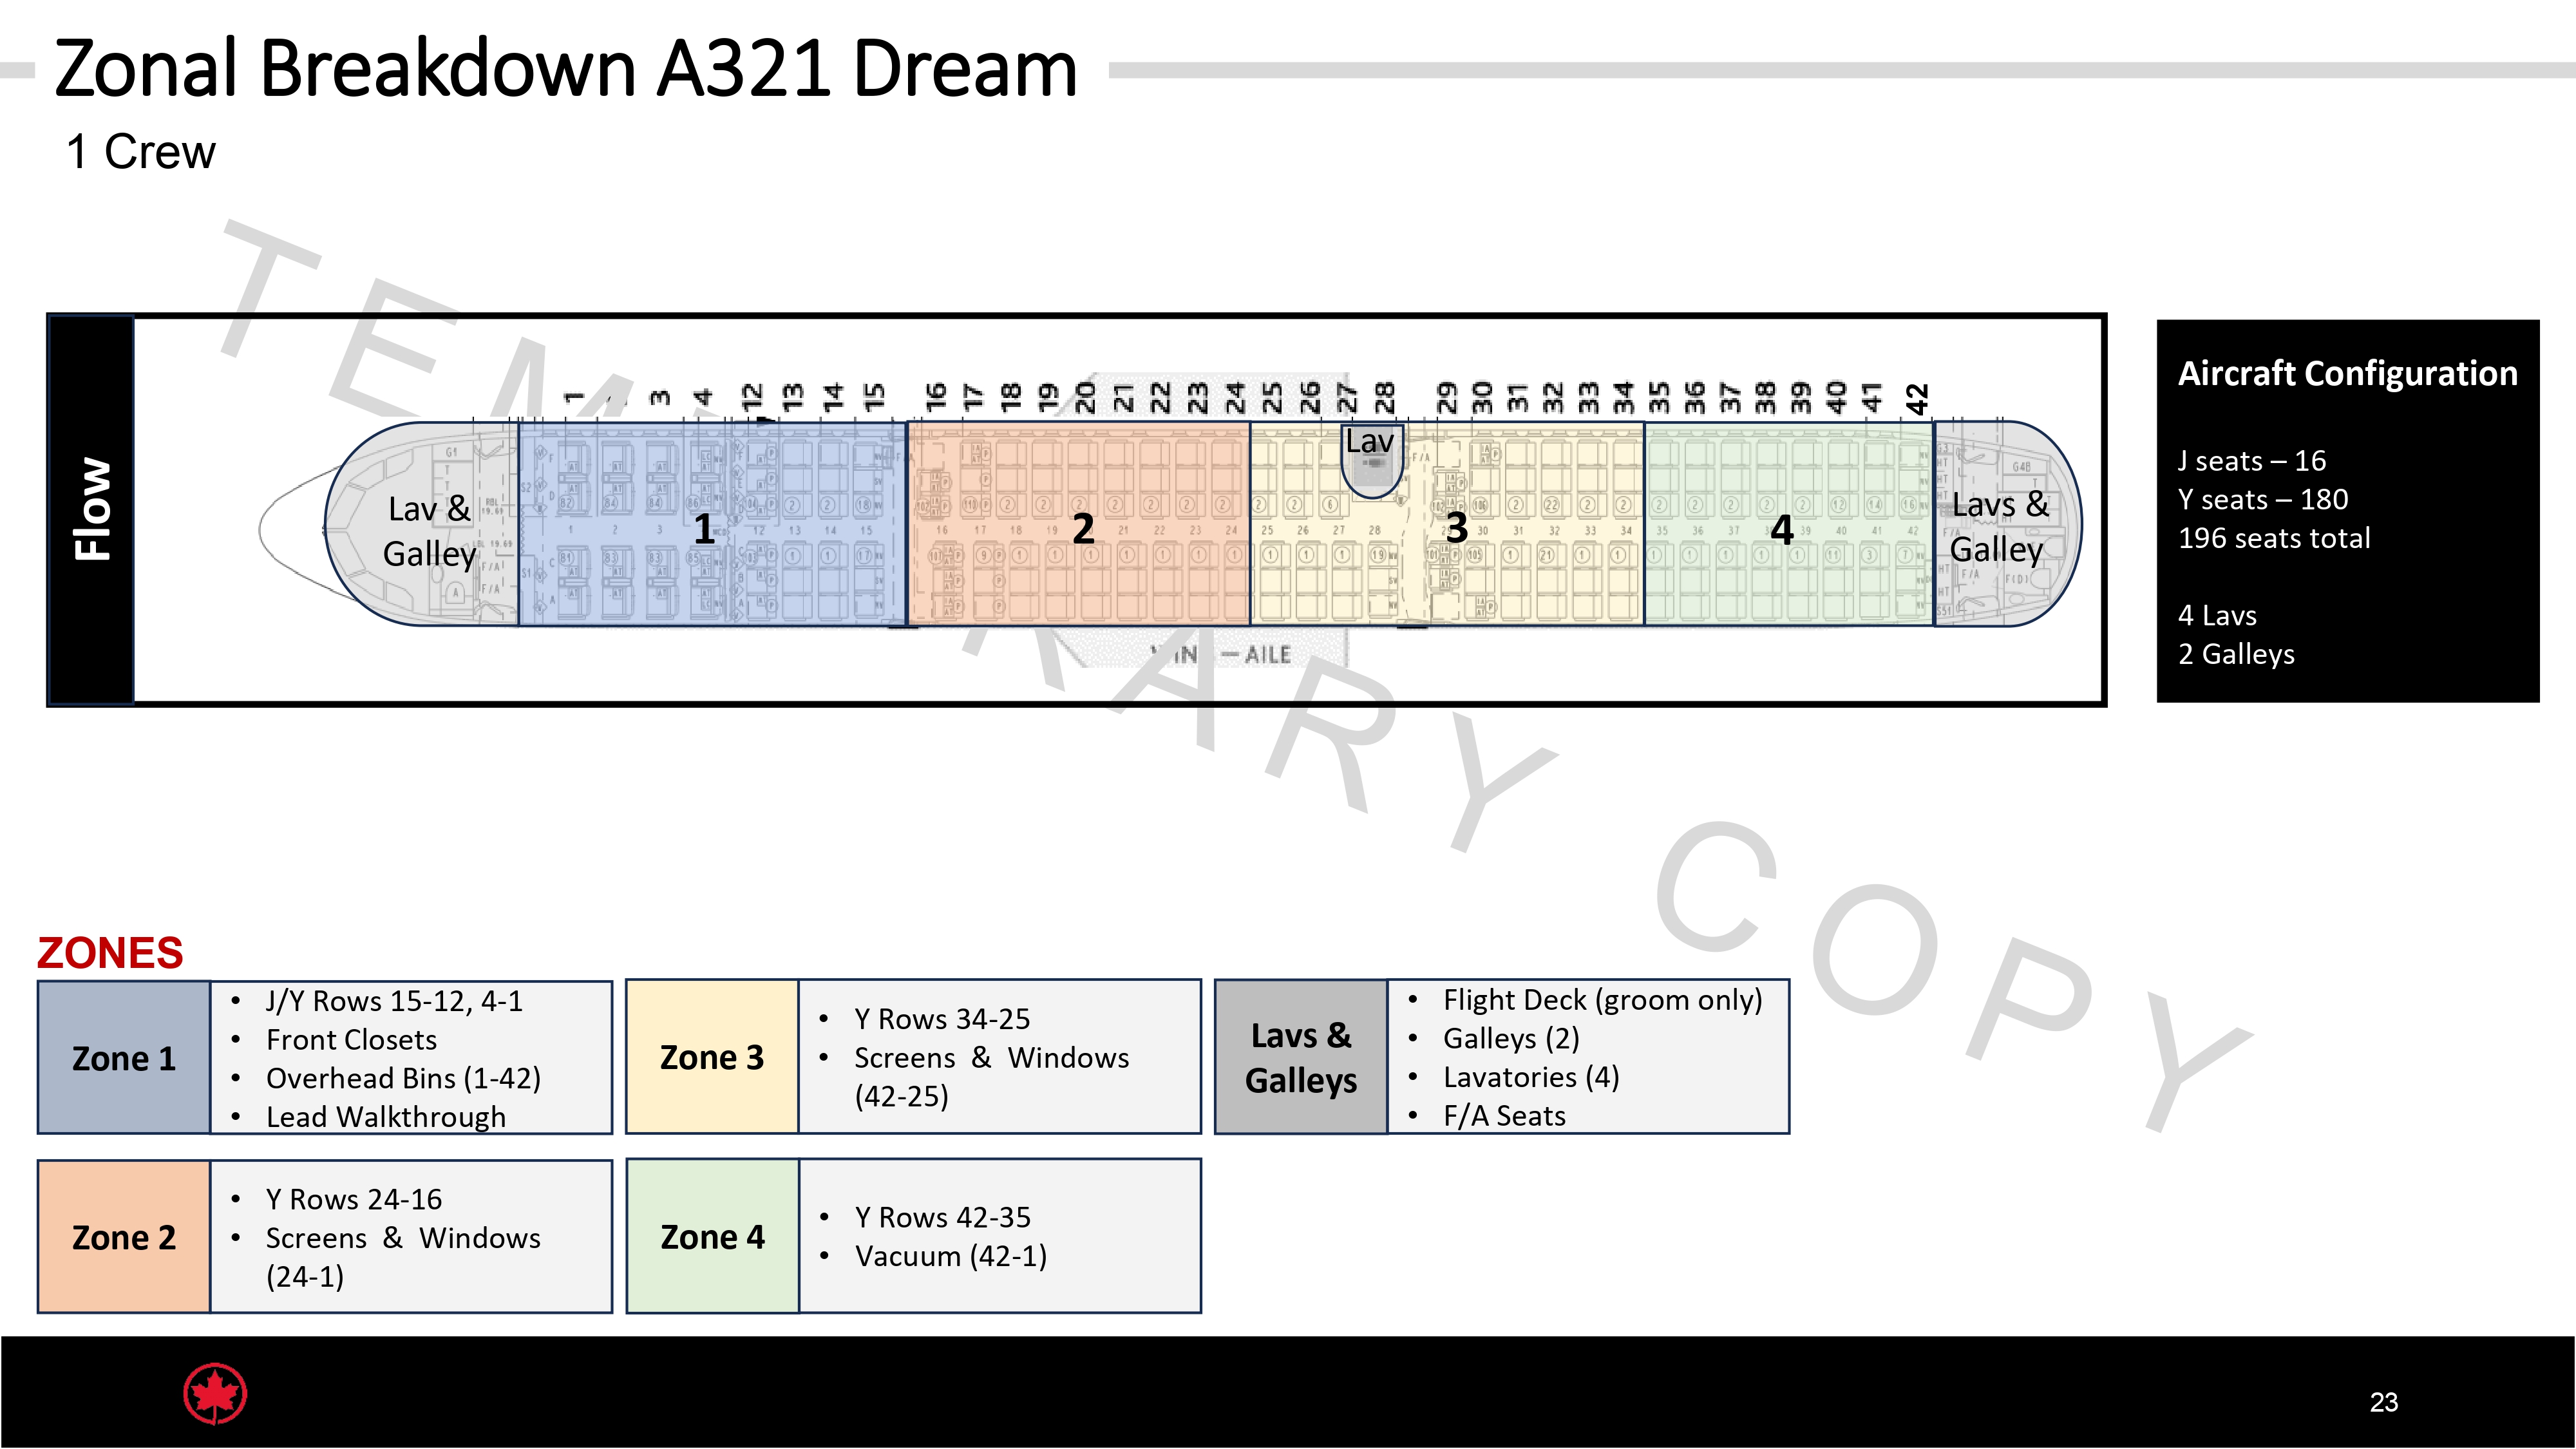 Zonal Breakdown A321 Dream
1 Crew
TEMPORARY COPY
Flow
1 3 4 12 13 14 15 16 17 18 19 20 21 22 23 24 25 26 27 28 29 30 31 32 33 34 35 36 37 38 39 40 41 42
Lav &
Galley
1
2
Lav
3
4
Lavs &
Galley
— AILE
Aircraft Configuration
J seats – 16
Y seats – 180
196 seats total
4 Lavs
2 Galleys
ZONES
Zone 1
• J/Y Rows 15-12, 4-1
• Front Closets
• Overhead Bins (1-42)
• Lead Walkthrough
Zone 3
• Y Rows 34-25
• Screens & Windows
(42-25)
Lavs &
Galleys
• Flight Deck (groom only)
• Galleys (2)
• Lavatories (4)
• F/A Seats
Zone 2
• Y Rows 24-16
• Screens & Windows
(24-1)
Zone 4
• Y Rows 42-35
• Vacuum (42-1)
23